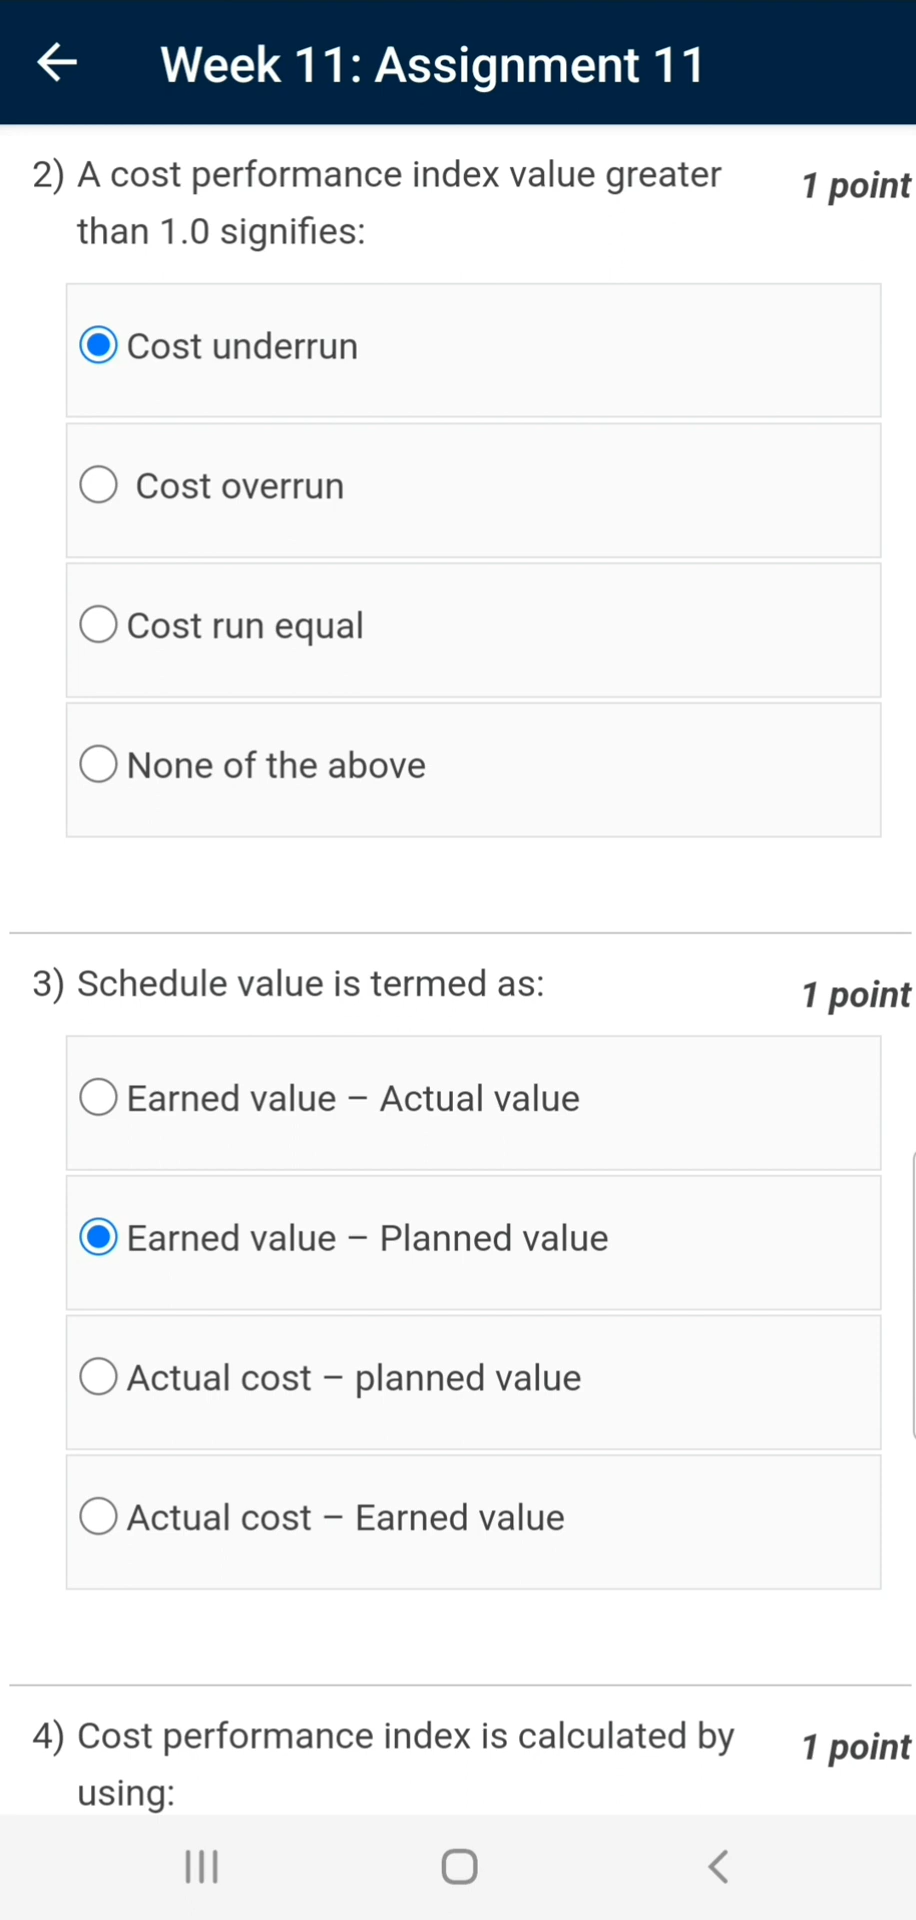 Week 11: Assignment 11
2) A cost performance index value greater
1 point
than 1.0 signifies:
Cost underrun
Cost overrun
Cost run equal
None of the above
3) Schedule value is termed as:
1 point
Earned value – Actual value
Earned value – Planned value
Actual cost – planned value
Actual cost – Earned value
4) Cost performance index is calculated by
1 point
using: